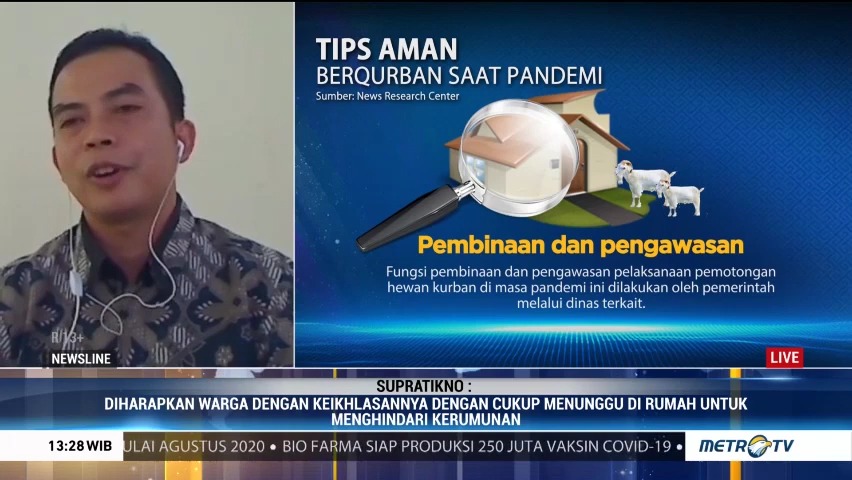 TIPS AMAN
BERQURBAN SAAT PANDEMI
Sumber: News Research Center
Pembinaan dan pengawasan
Fungsi pembinaan dan pengawasan pelaksanaan pemotongan
hewan kurban di masa pandemi ini dilakukan oleh pemerintah
melalui dinas terkait.
R/13+
NEWSLINE
LIVE
SUPRATIKNO :
DIHARAPKAN WARGA DENGAN KEIKHLASANNYA DENGAN CUKUP MENUNGGU DI RUMAH UNTUK
MENGHINDARI KERUMUNAN
13:28 WIB
ULAI AGUSTUS 2020 • BIO FARMA SIAP PRODUKSI 250 JUTA VAKSIN COVID-19 •
METRO TV